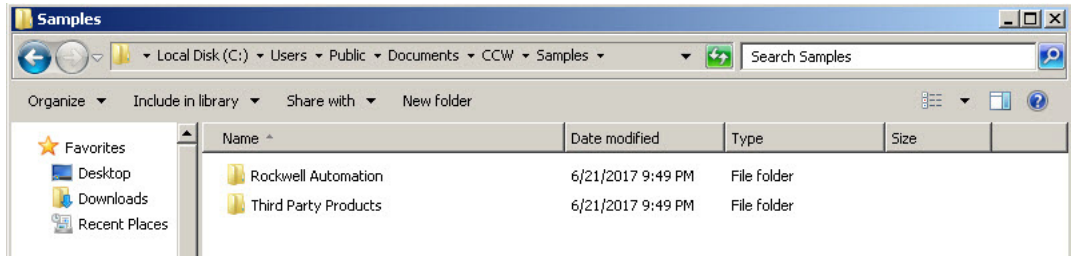 Samples
Local Disk (C:) Users Public Documents CCW Samples Search Samples
Organize Include in library Share with New folder
Favorites
Desktop
Downloads
Recent Places
Name Date modified Type Size
Rockwell Automation 6/21/2017 9:49 PM File folder
Third Party Products 6/21/2017 9:49 PM File folder